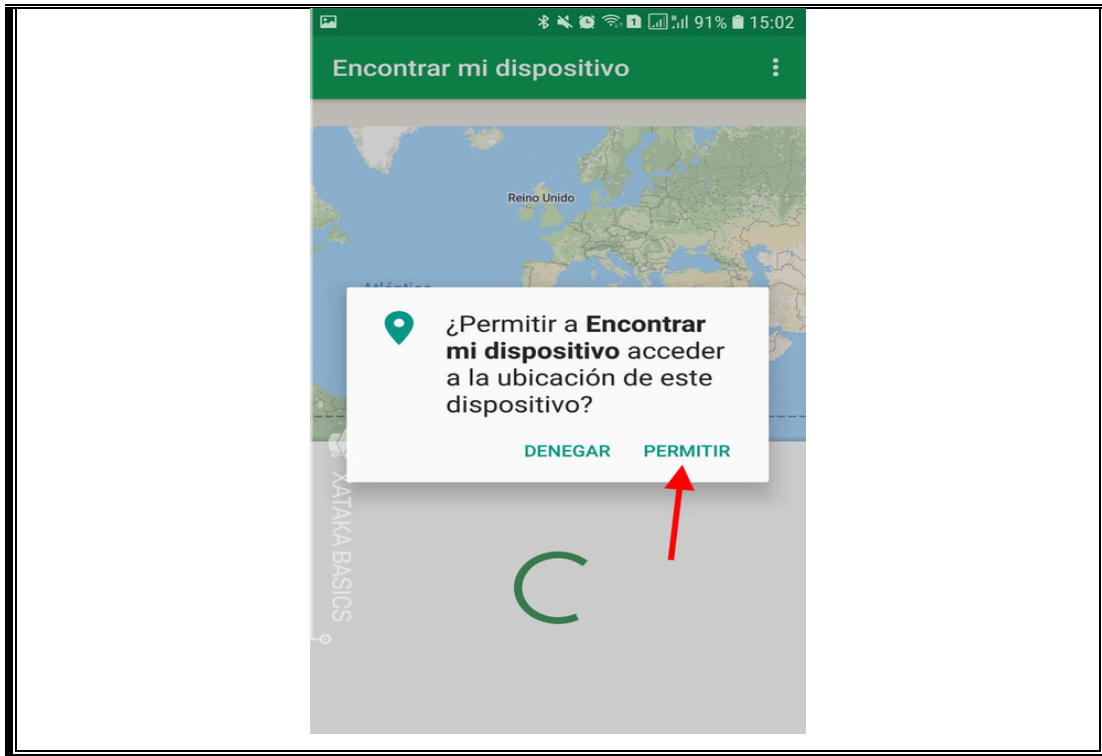 91% 15:02
Encontrar mi dispositivo
Reino Unido
Atlántico
¿Permitir a Encontrar
mi dispositivo acceder
a la ubicación de este
dispositivo?
DENEGAR PERMITIR
XATAKA BASICS